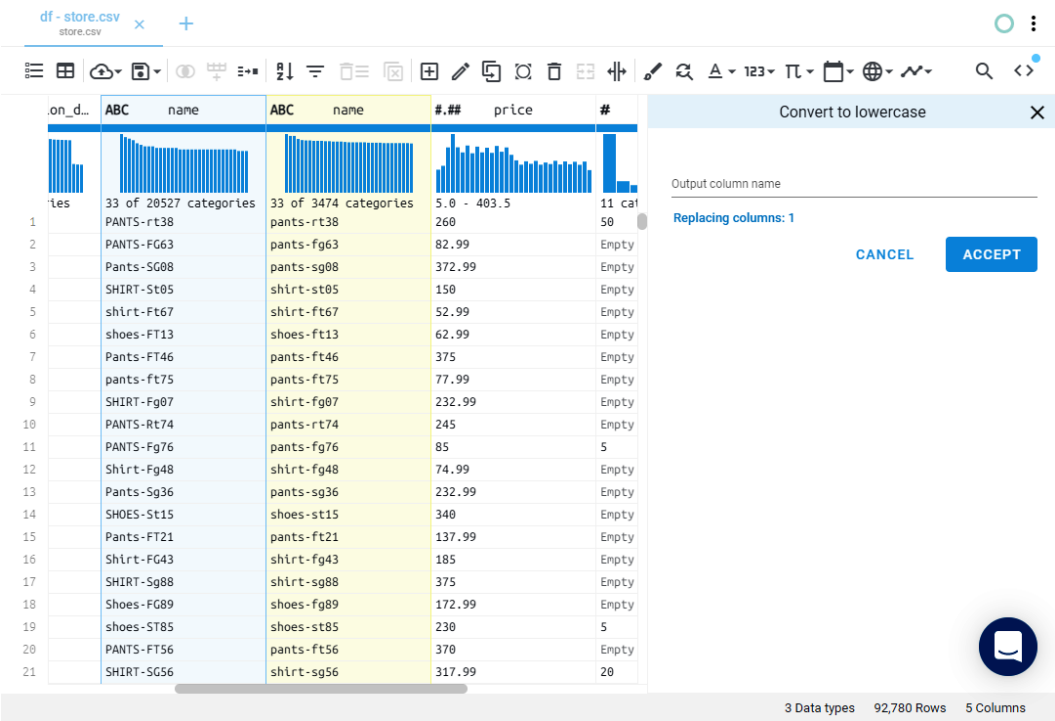 df - store.csv
store.csv
123
Convert to lowercase
ion_d… ABC name ABC name #.## price #
Output column name
ies 33 of 20527 categories 33 of 3474 categories 5.0 - 403.5 11 cat
Replacing columns: 1
CANCEL ACCEPT
1 PANTS-rt38 pants-rt38 260 50
2 PANTS-FG63 pants-fg63 82.99 Empty
3 Pants-SG08 pants-sg08 372.99 Empty
4 SHIRT-St05 shirt-st05 150 Empty
5 shirt-Ft67 shirt-ft67 52.99 Empty
6 shoes-FT13 shoes-ft13 62.99 Empty
7 Pants-FT46 pants-ft46 375 Empty
8 pants-ft75 pants-ft75 77.99 Empty
9 SHIRT-Fg07 shirt-fg07 232.99 Empty
10 PANTS-Rt74 pants-rt74 245 Empty
11 PANTS-Fg76 pants-fg76 85 5
12 Shirt-Fg48 shirt-fg48 74.99 Empty
13 Pants-Sg36 pants-sg36 232.99 Empty
14 SHOES-St15 shoes-st15 340 Empty
15 Pants-FT21 pants-ft21 137.99 Empty
16 Shirt-FG43 shirt-fg43 185 Empty
17 SHIRT-Sg88 shirt-sg88 375 Empty
18 Shoes-FG89 shoes-fg89 172.99 Empty
19 shoes-ST85 shoes-st85 230 5
20 PANTS-FT56 pants-ft56 370 Empty
21 SHIRT-SG56 shirt-sg56 317.99 20
3 Data types 92,780 Rows 5 Columns